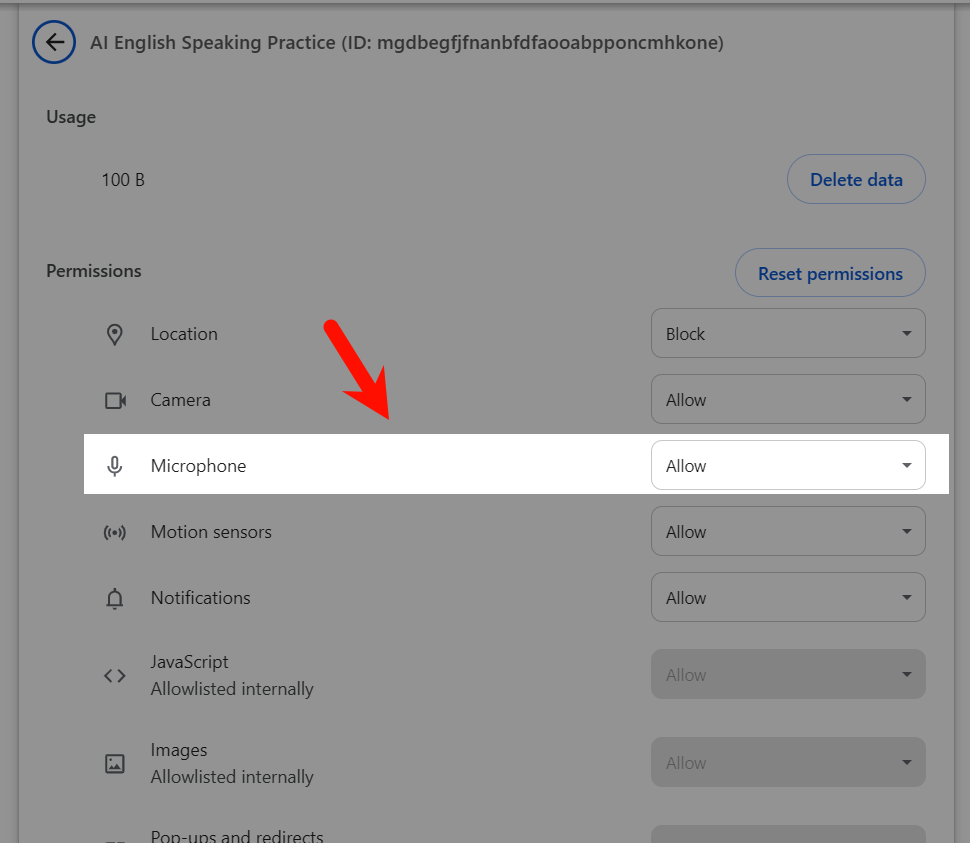 AI English Speaking Practice (ID: mgdbegfjfnanbfdfaooabpponcmhkone)
Usage
100 B
Delete data
Permissions
Reset permissions
Location
Block
Camera
Allow
Microphone
Allow
Motion sensors
Allow
Notifications
Allow
JavaScript
Allowlisted internally
Allow
Images
Allowlisted internally
Allow
Pop-ups and redirects